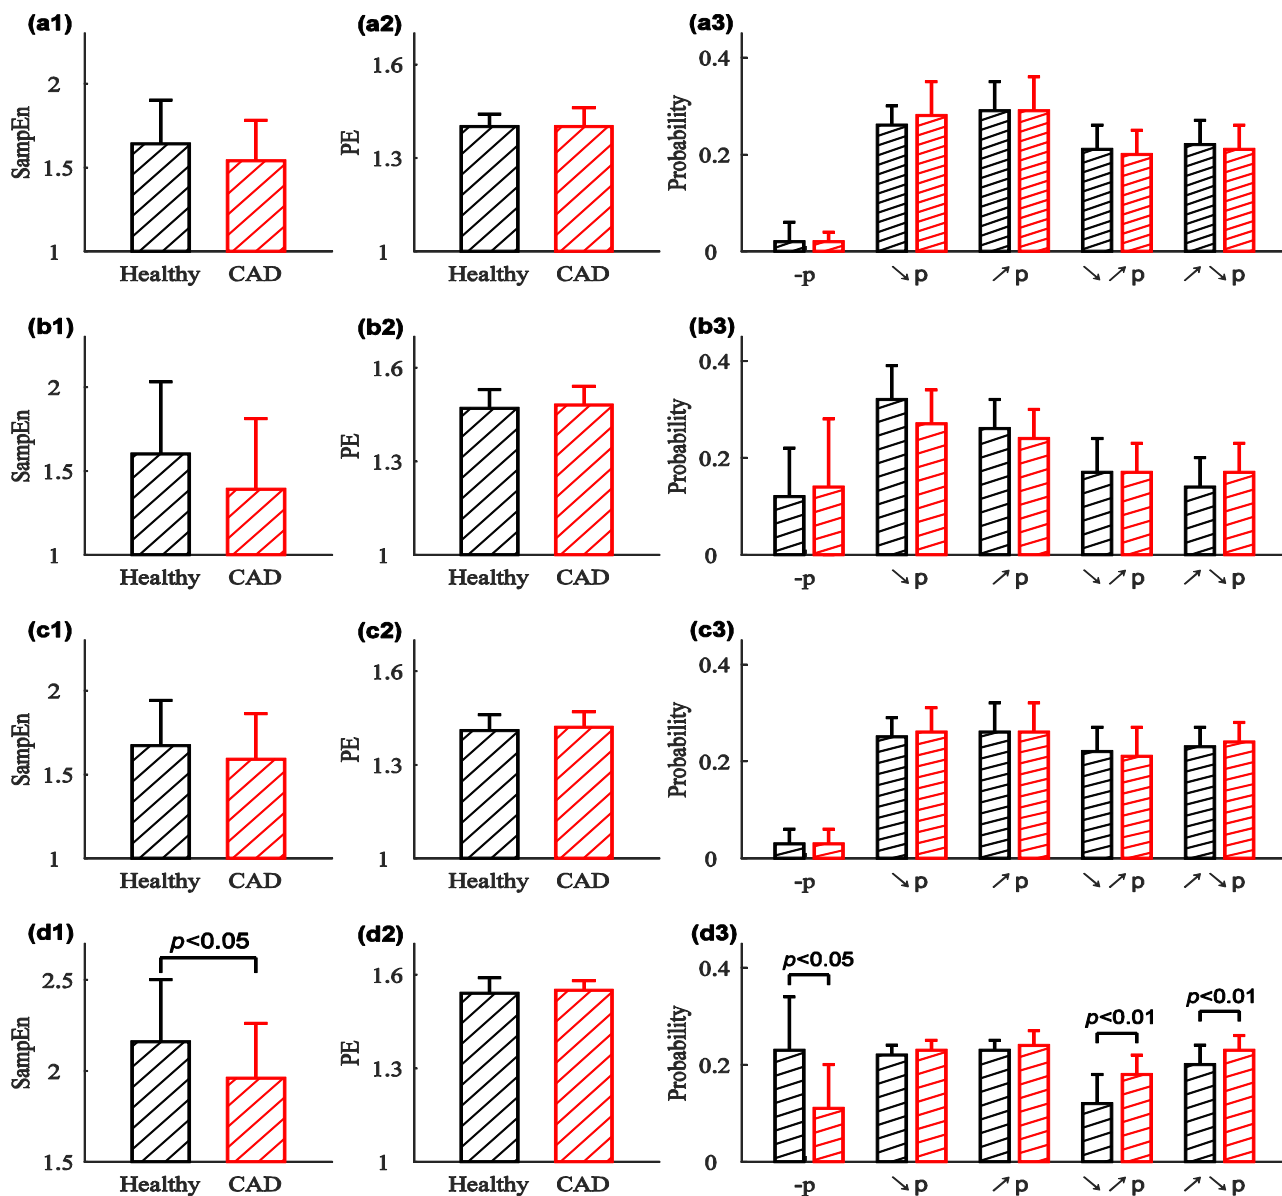 (a1)
SampEn
2
1.5
1
Healthy CAD
(a2)
PE
1.6
1.3
1
Healthy CAD
(a3)
Probability
0.4
0.2
0
-p ↘p ↗p ↘↗p ↗↘p
(b1)
SampEn
2
1.5
1
Healthy CAD
(b2)
PE
1.6
1.3
1
Healthy CAD
(b3)
Probability
0.4
0.2
0
-p ↘p ↗p ↘↗p ↗↘p
(c1)
SampEn
2
1.5
1
Healthy CAD
(c2)
PE
1.6
1.3
1
Healthy CAD
(c3)
Probability
0.4
0.2
0
-p ↘p ↗p ↘↗p ↗↘p
(d1)
SampEn
2.5
2
1.5
p<0.05
Healthy CAD
(d2)
PE
1.6
1.3
1
Healthy CAD
(d3)
Probability
0.4
0.2
0
p<0.05
p<0.01
p<0.01
-p ↘p ↗p ↘↗p ↗↘p